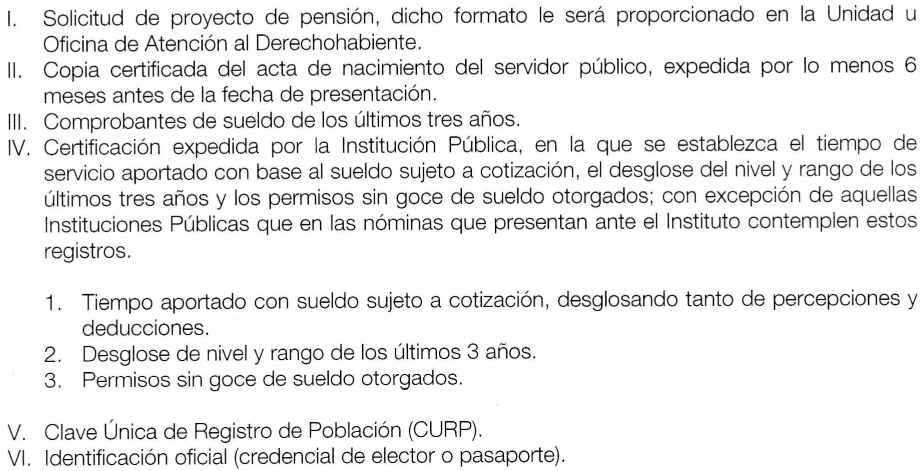 I. Solicitud de proyecto de pensión, dicho formato le será proporcionado en la Unidad u
Oficina de Atención al Derechohabiente.
II. Copia certificada del acta de nacimiento del servidor público, expedida por lo menos 6
meses antes de la fecha de presentación.
III. Comprobantes de sueldo de los últimos tres años.
IV. Certificación expedida por la Institución Pública, en la que se establezca el tiempo de
servicio aportado con base al sueldo sujeto a cotización, el desglose del nivel y rango de los
últimos tres años y los permisos sin goce de sueldo otorgados; con excepción de aquellas
Instituciones Públicas que en las nóminas que presentan ante el Instituto contemplen estos
registros.
1. Tiempo aportado con sueldo sujeto a cotización, desglosando tanto de percepciones y
deducciones.
2. Desglose de nivel y rango de los últimos 3 años.
3. Permisos sin goce de sueldo otorgados.
V. Clave Única de Registro de Población (CURP).
VI. Identificación oficial (credencial de elector o pasaporte).